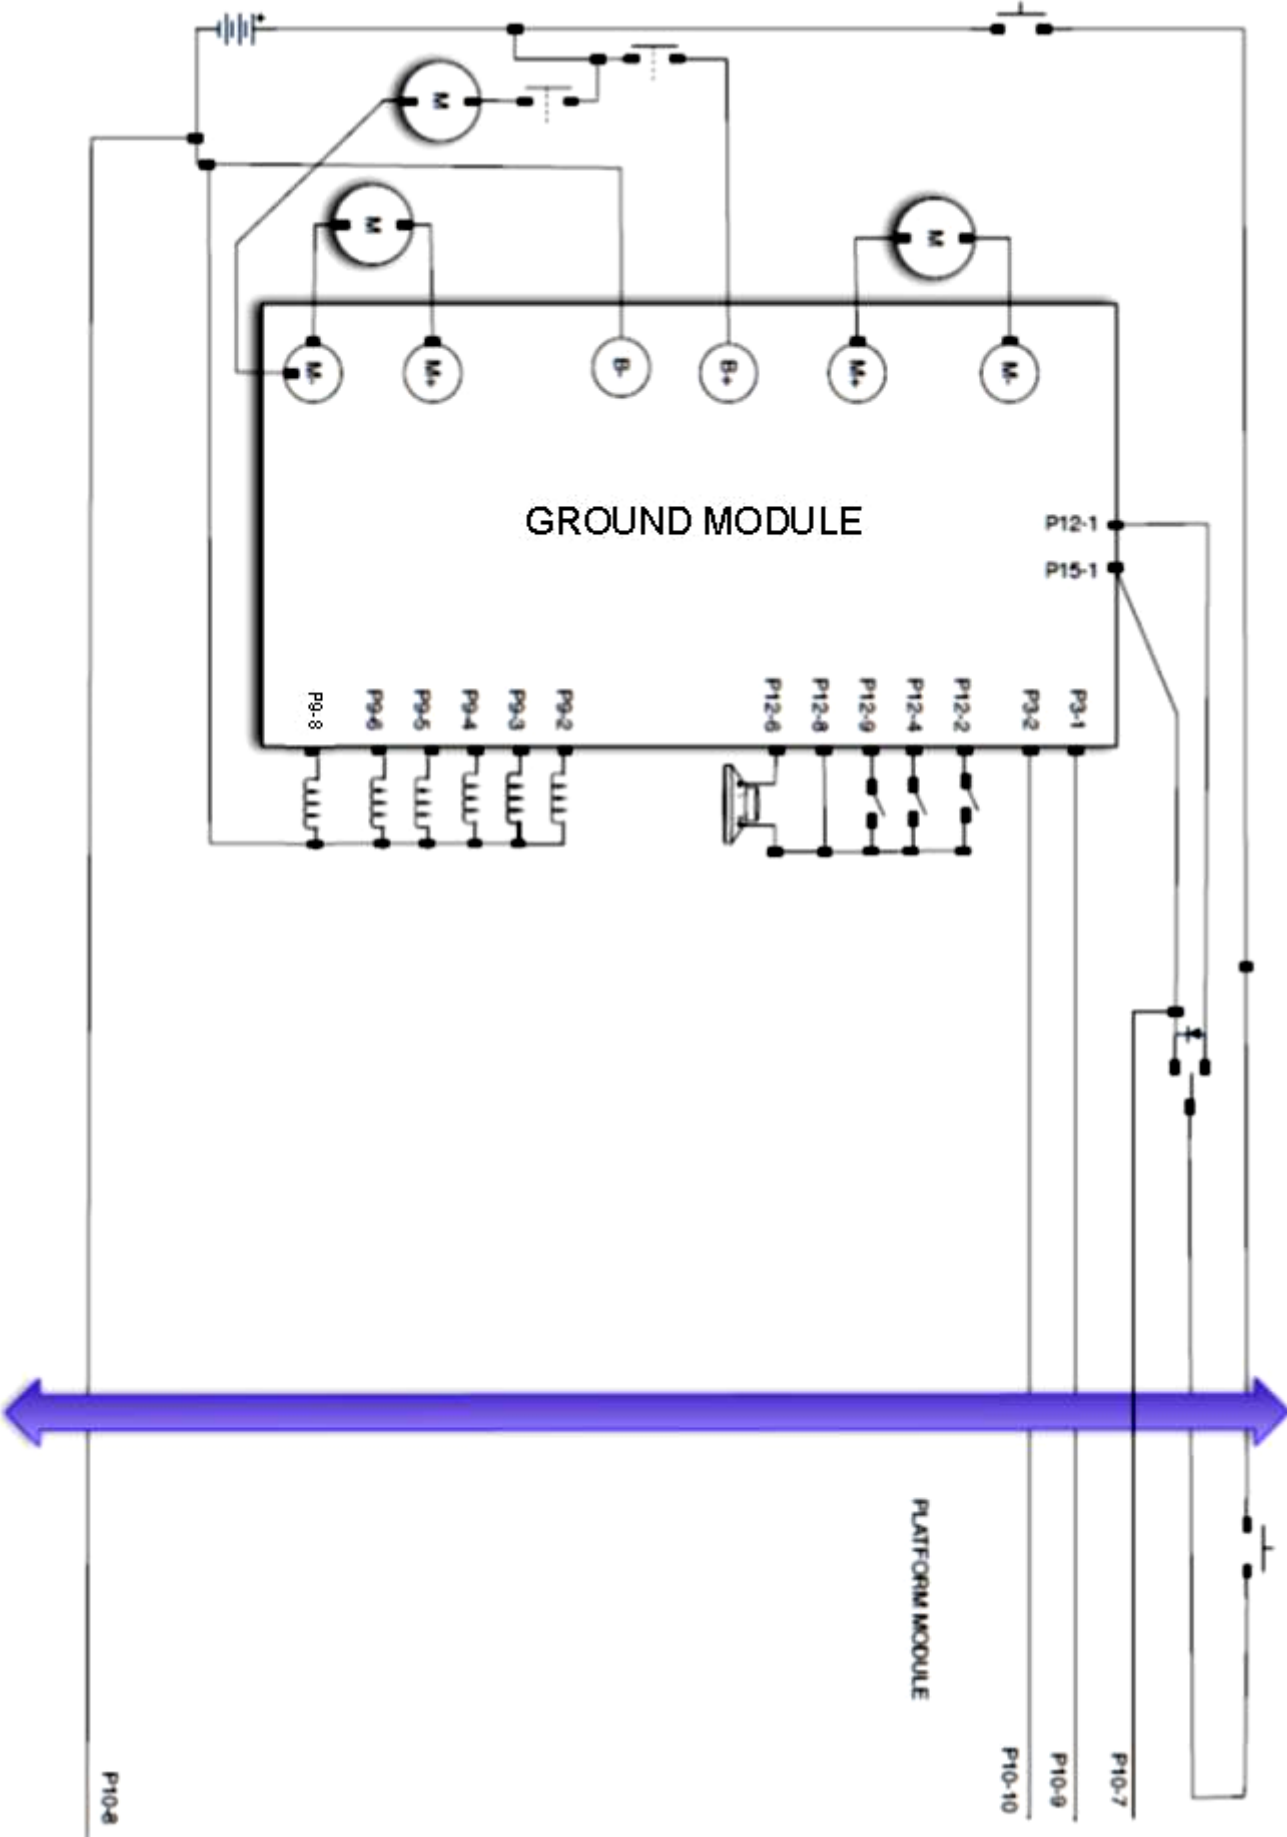 +
M
M
M
M-
M+
B-
B+
M+
M-
GROUND MODULE
P12-1
P15-1
P9-8
P9-6
P9-5
P9-4
P9-3
P9-2
P12-6
P12-8
P12-9
P12-4
P12-2
P3-2
P3-1
PLATFORM MODULE
P10-8
P10-10
P10-9
P10-7